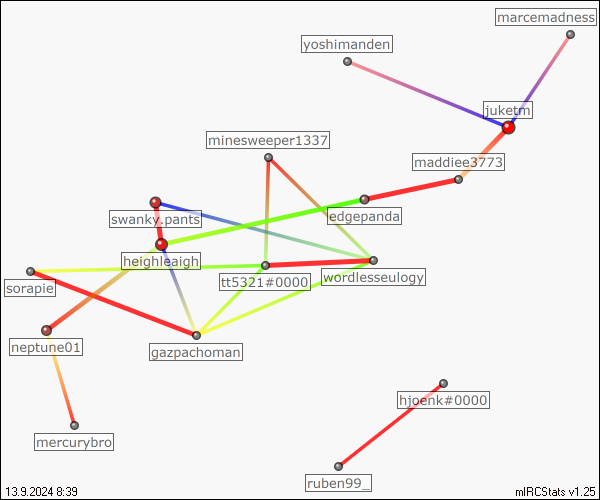 marcemadness
yoshimanden
juketm
minesweeper1337
maddiee3773
swanky.pants
edgepanda
heighleaigh
sorapie
tt5321#0000
wordlesseulogy
neptune01
gazpachoman
hjoenk#0000
mercurybro
ruben99_
13.9.2024 8:39
mIRCStats v1.25